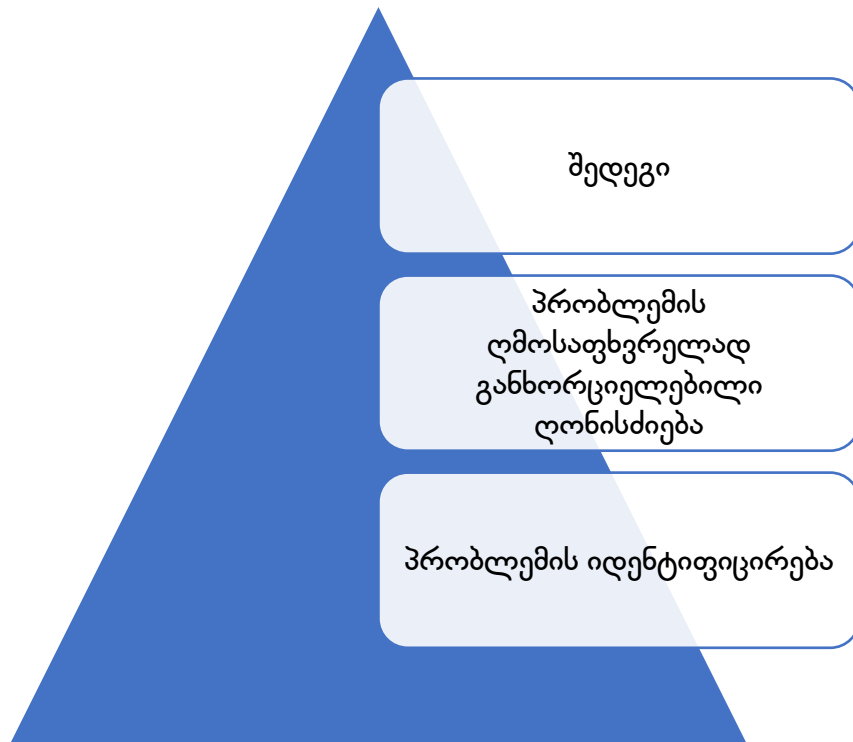 შედეგი
პრობლემის
ღმოსაფხვრელად
განხორციელებილი
ღონისძიება
პრობლემის იდენტიფიცირება